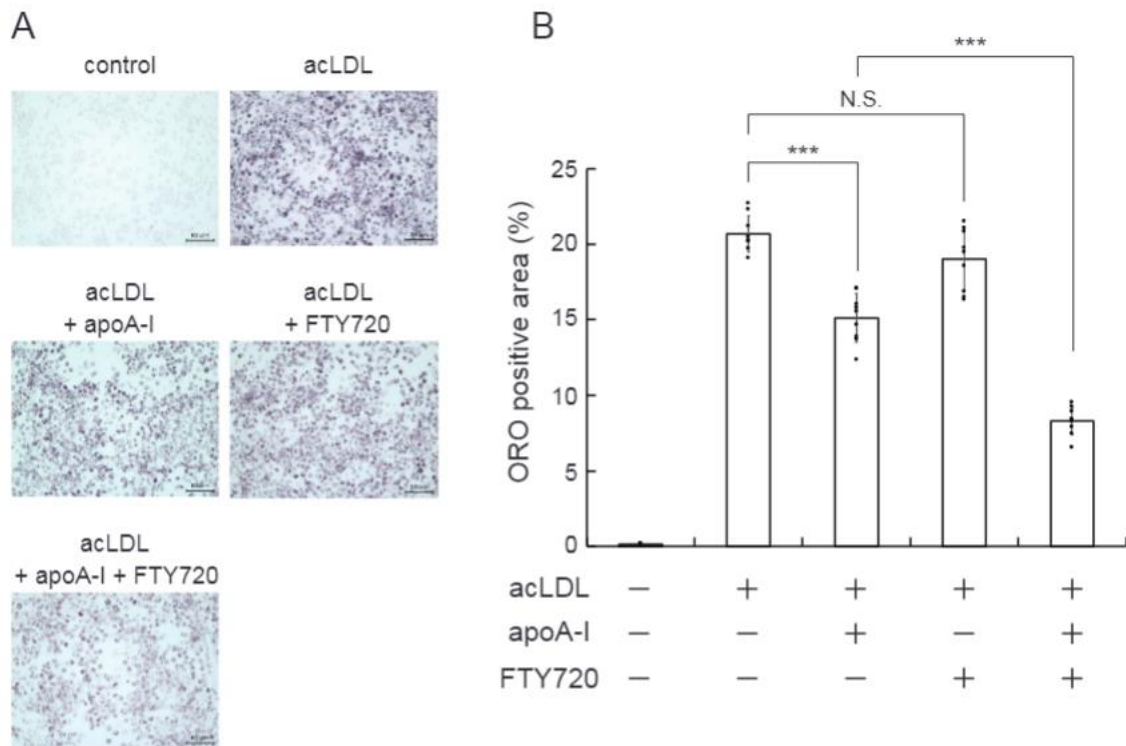 A
control
acLDL
acLDL
+ apoA-I
acLDL
+ FTY720
acLDL
+ apoA-I + FTY720
B
***
N.S.
***
ORO positive area (%)
25
20
15
10
5
0
acLDL − + + + +
apoA-I − − + − +
FTY720 − − − + +